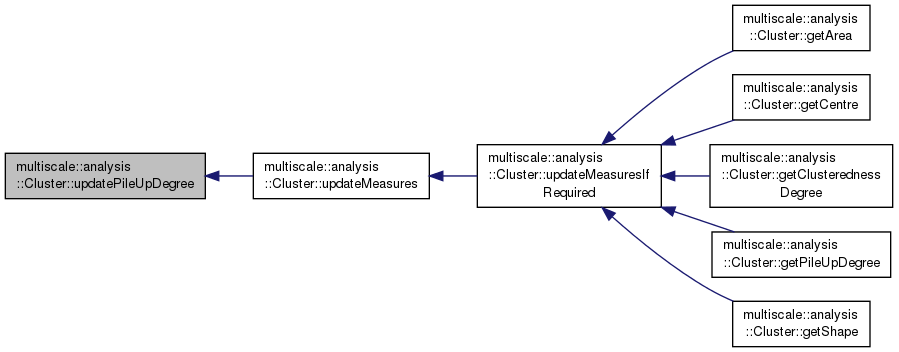 multiscale::analysis
::Cluster::updatePileUpDegree
multiscale::analysis
::Cluster::updateMeasures
multiscale::analysis
::Cluster::updateMeasuresIf
Required
multiscale::analysis
::Cluster::getArea
multiscale::analysis
::Cluster::getCentre
multiscale::analysis
::Cluster::getClusteredness
Degree
multiscale::analysis
::Cluster::getPileUpDegree
multiscale::analysis
::Cluster::getShape